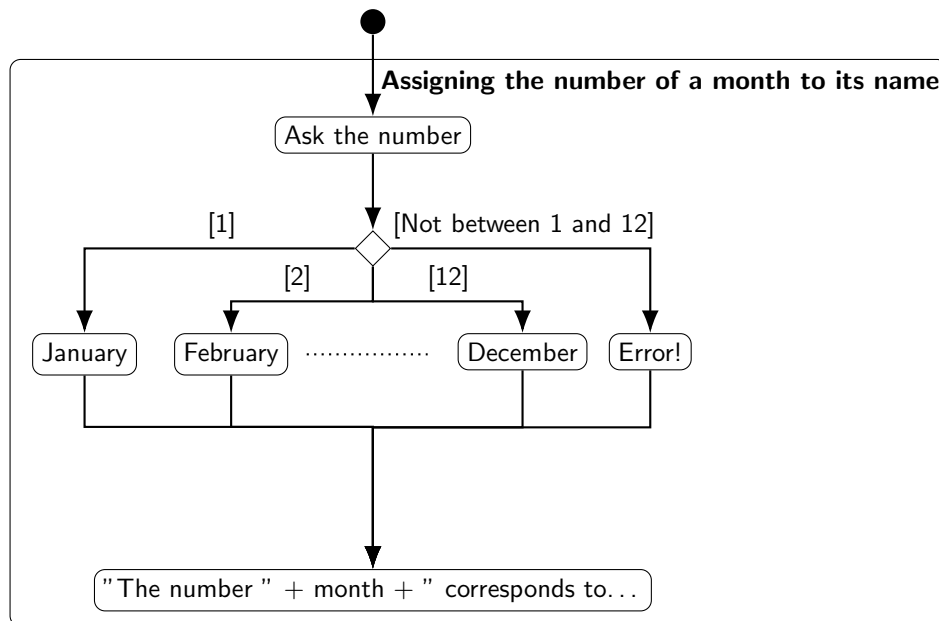 Assigning the number of a month to its name
Ask the number
[1]
[Not between 1 and 12]
[2]
[12]
January
February
December
Error!
”The number ” + month + ” corresponds to...